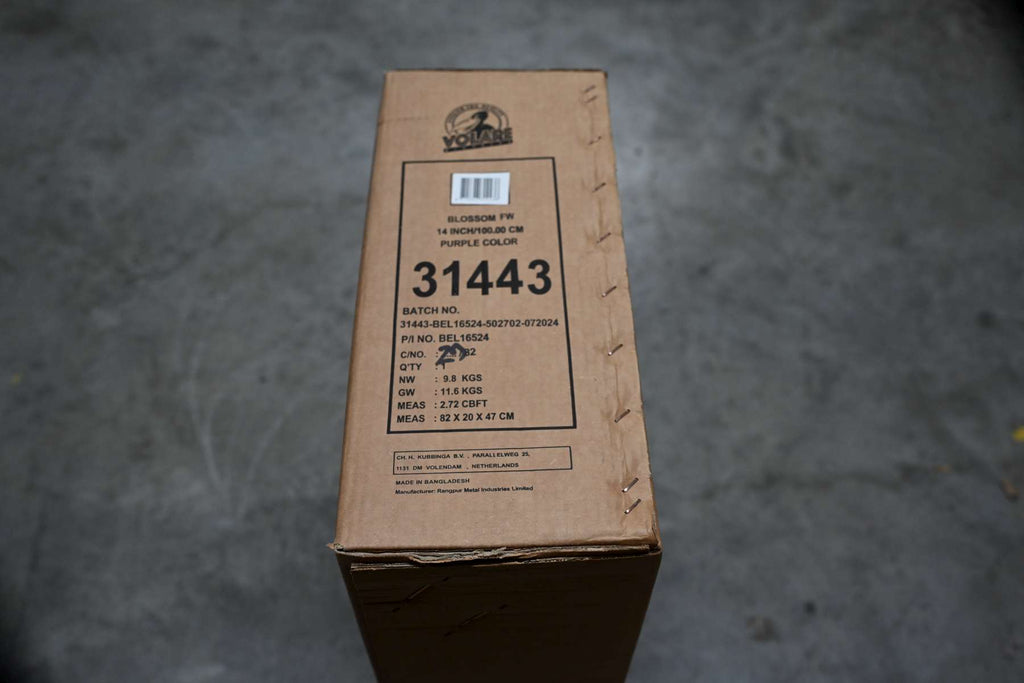 VOLARE
BLOSSOM FW
14 INCH/100.00 CM
PURPLE COLOR
31443
BATCH NO.
31443-BEL16524-502702-072024
P/I NO. BEL16524
C/NO. :
Q'TY : 1
NW : 9.8 KGS
GW : 11.6 KGS
MEAS : 2.72 CBFT
MEAS : 82 X 20 X 47 CM
CH. H. KUBBINGA B.V. , PARALLELWEG 25,
1131 DM VOLENDAM , NETHERLANDS
MADE IN BANGLADESH
Manufacturer: Rangpur Metal Industries Limited